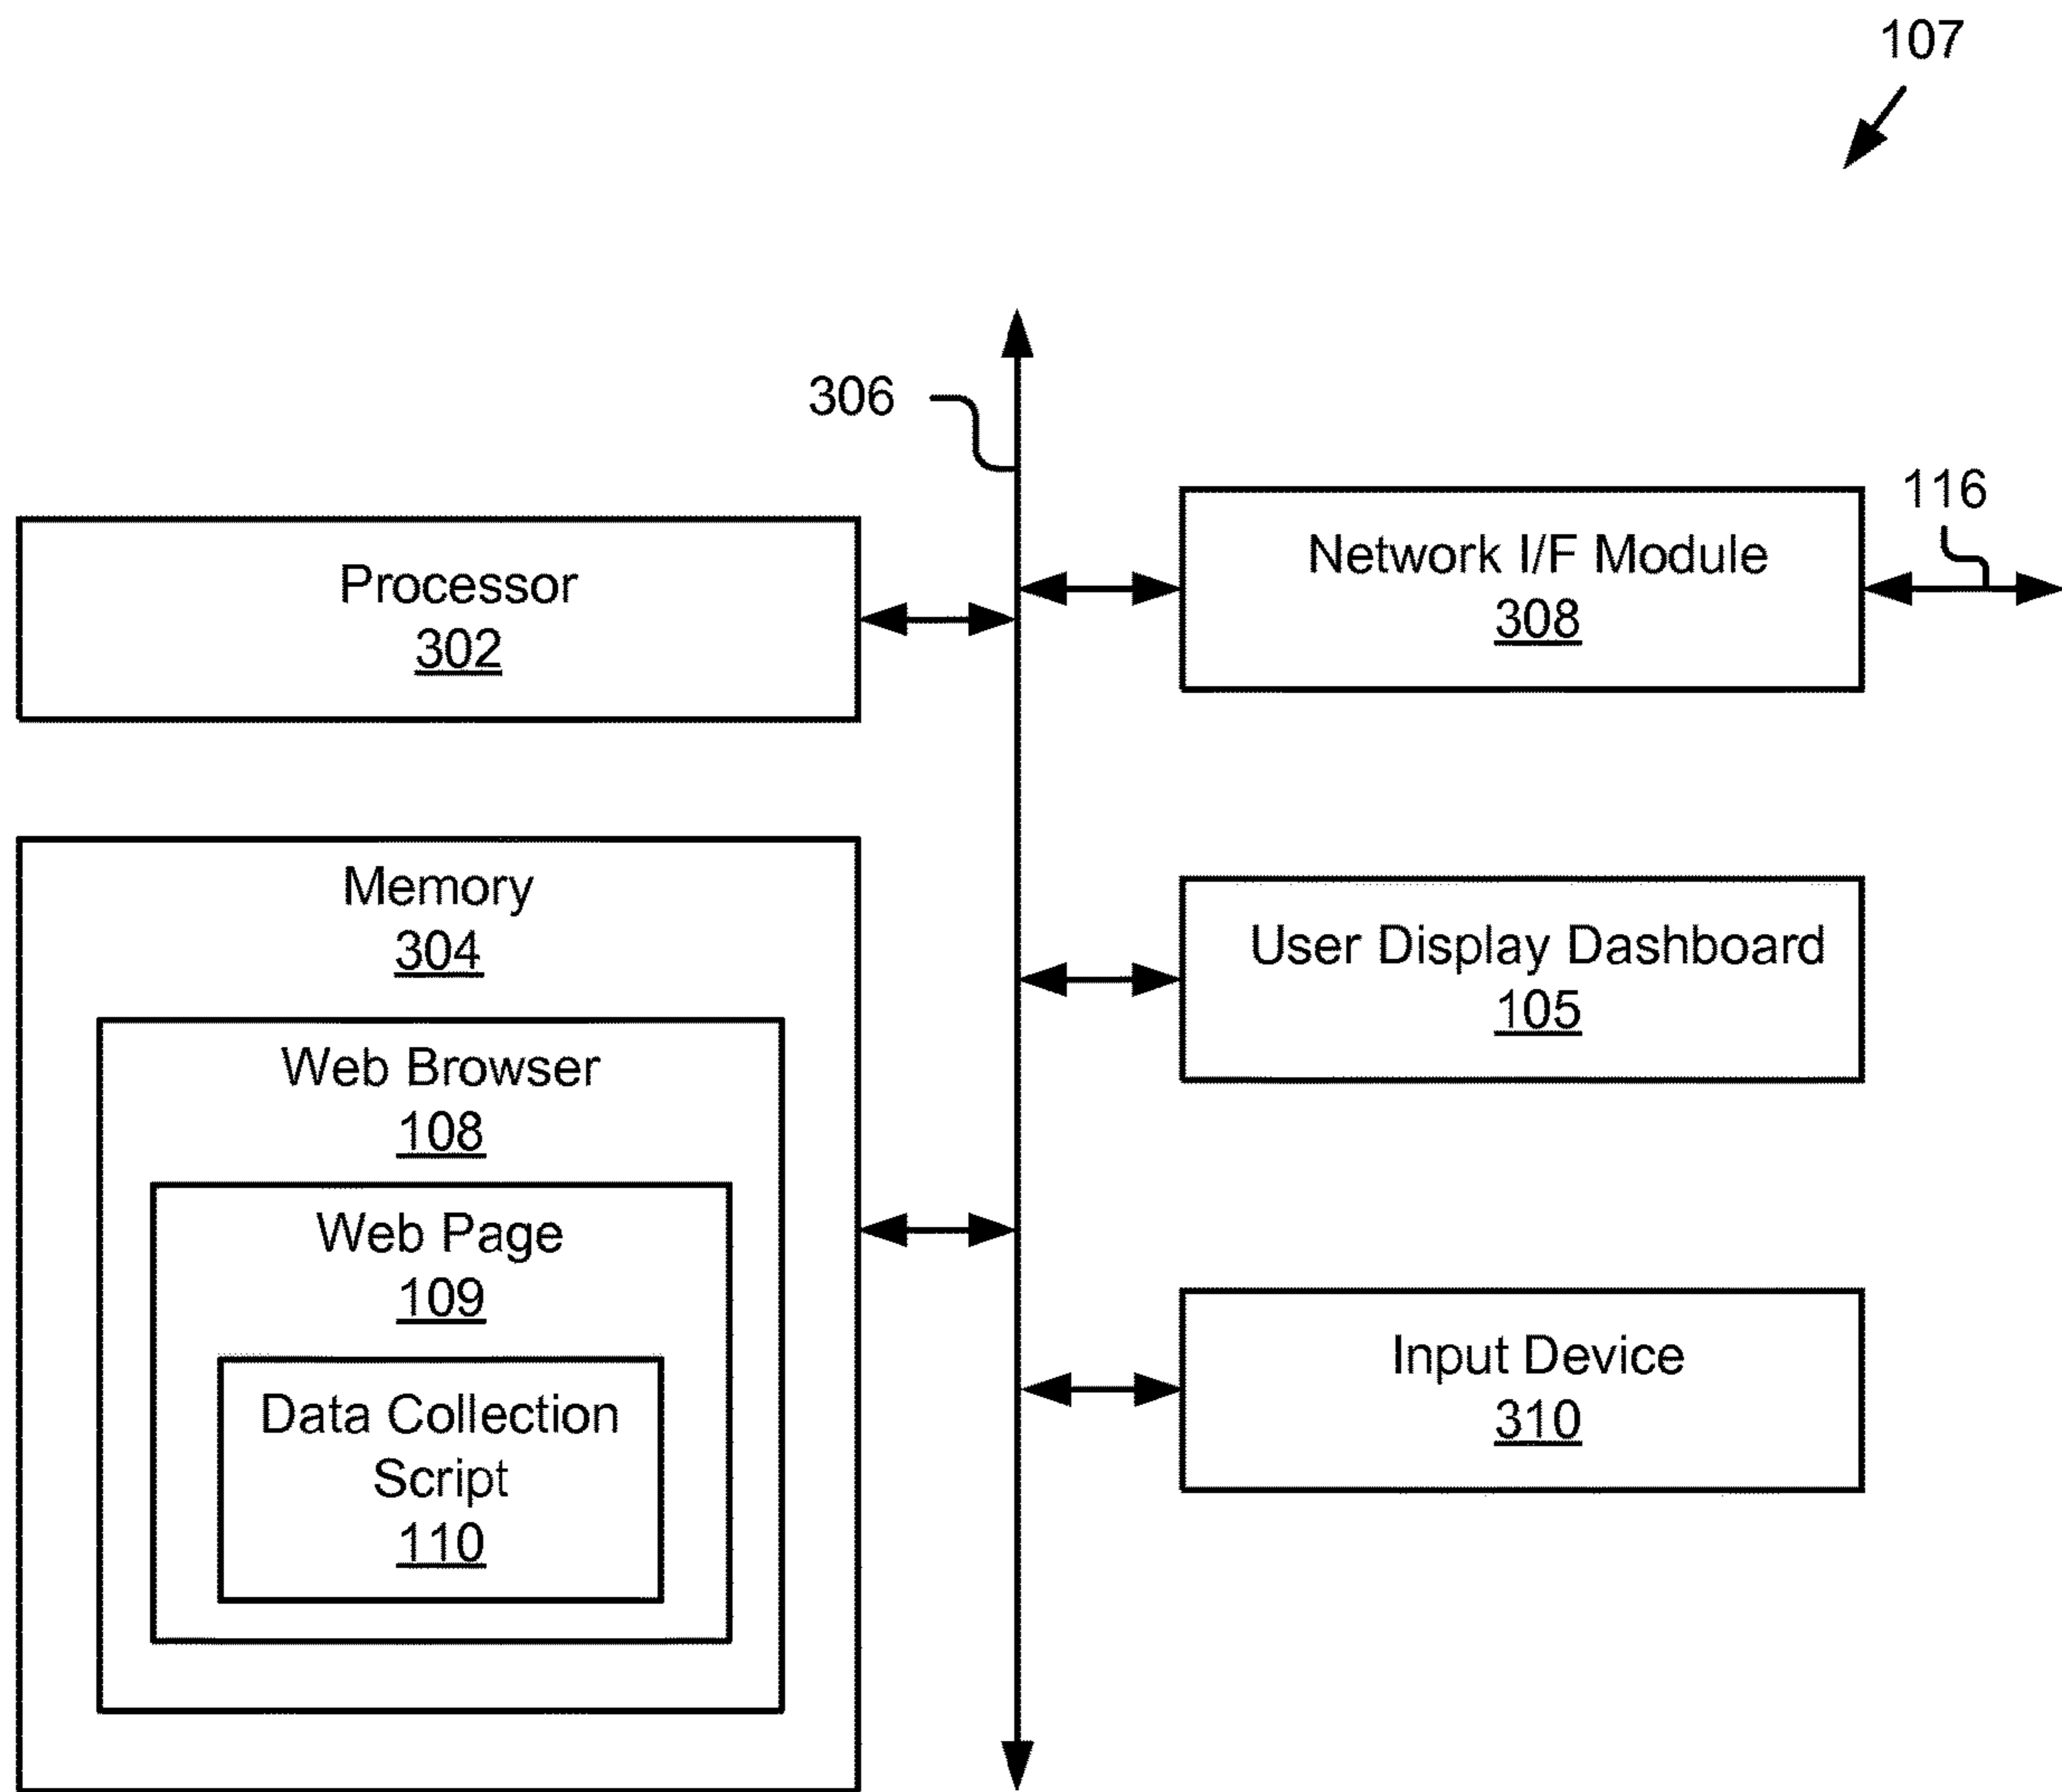 107
306
116
Processor
302
Network I/F Module
308
Memory
304
User Display Dashboard
105
Web Browser
108
Web Page
109
Data Collection
Script
110
Input Device
310